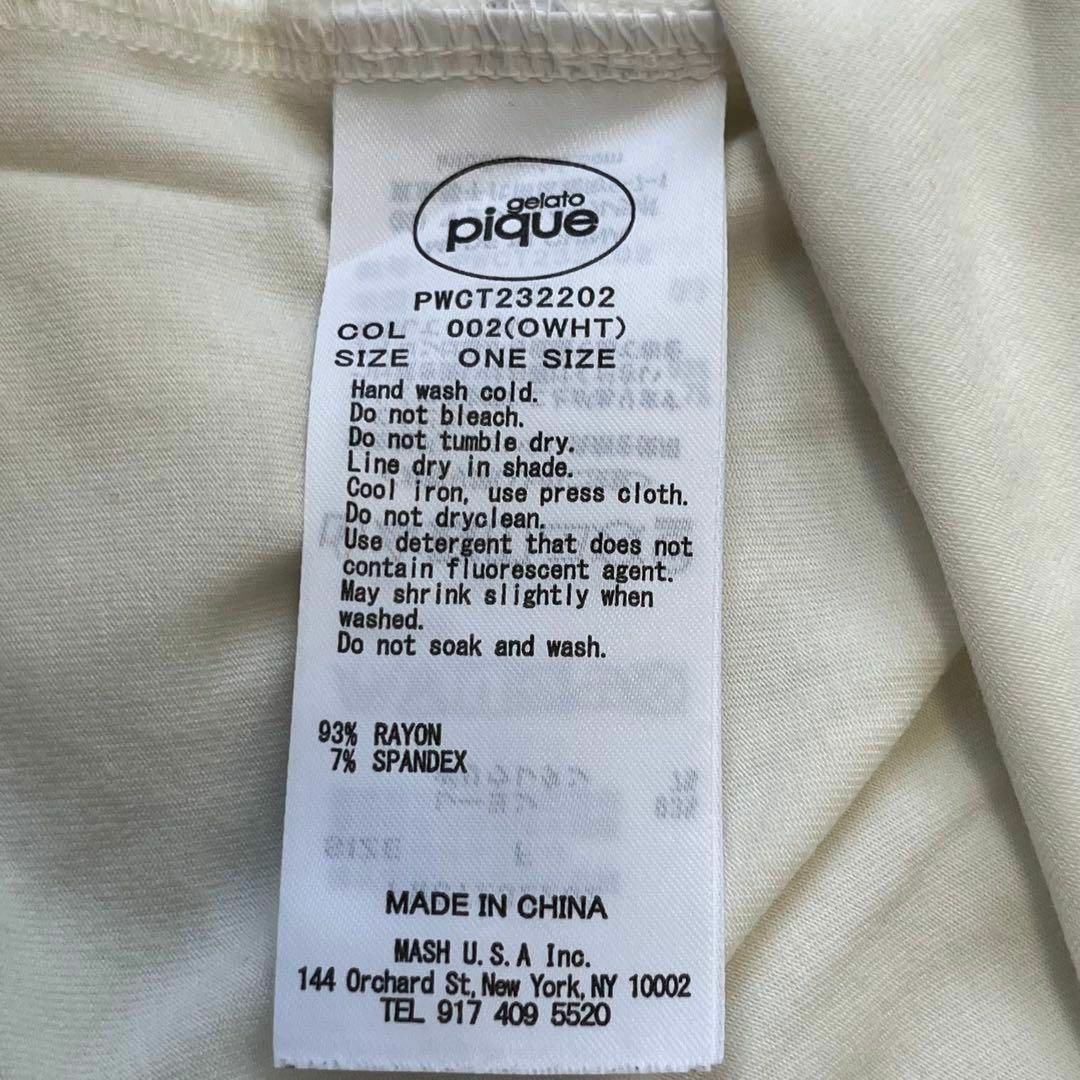 gelato
pique
PWCT232202
COL 002(OWHT)
SIZE ONE SIZE
Hand wash cold.
Do not bleach.
Do not tumble dry.
Line dry in shade.
Cool iron, use press cloth.
Do not dryclean.
Use detergent that does not
contain fluorescent agent.
May shrink slightly when
washed.
Do not soak and wash.
93% RAYON
7% SPANDEX
MADE IN CHINA
MASH U.S.A Inc.
144 Orchard St, New York, NY 10002
TEL 917 409 5520